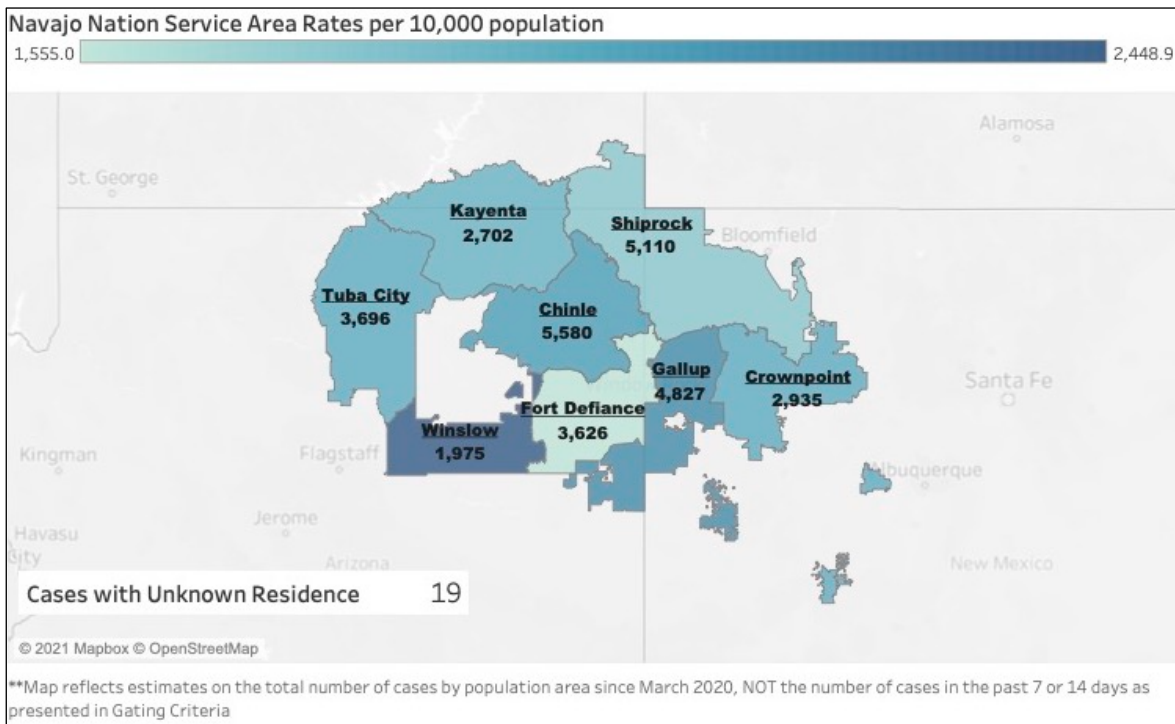 Navajo Nation Service Area Rates per 10,000 population
1,555.0
2,448.9
Alamosa
St. George
Kayenta
2,702
Shiprock
5,110
Bloomfield
Tuba City
3,696
Chinle
5,580
Gallup
4,827
Crownpoint
2,935
Santa Fe
Fort Defiance
3,626
Winslow
1,975
Kingman
Flagstaff
Albuquerque
Jerome
Havasu
City
Arizona
New Mexico
Cases with Unknown Residence 19
© 2021 Mapbox © OpenStreetMap
**Map reflects estimates on the total number of cases by population area since March 2020, NOT the number of cases in the past 7 or 14 days as
presented in Gating Criteria